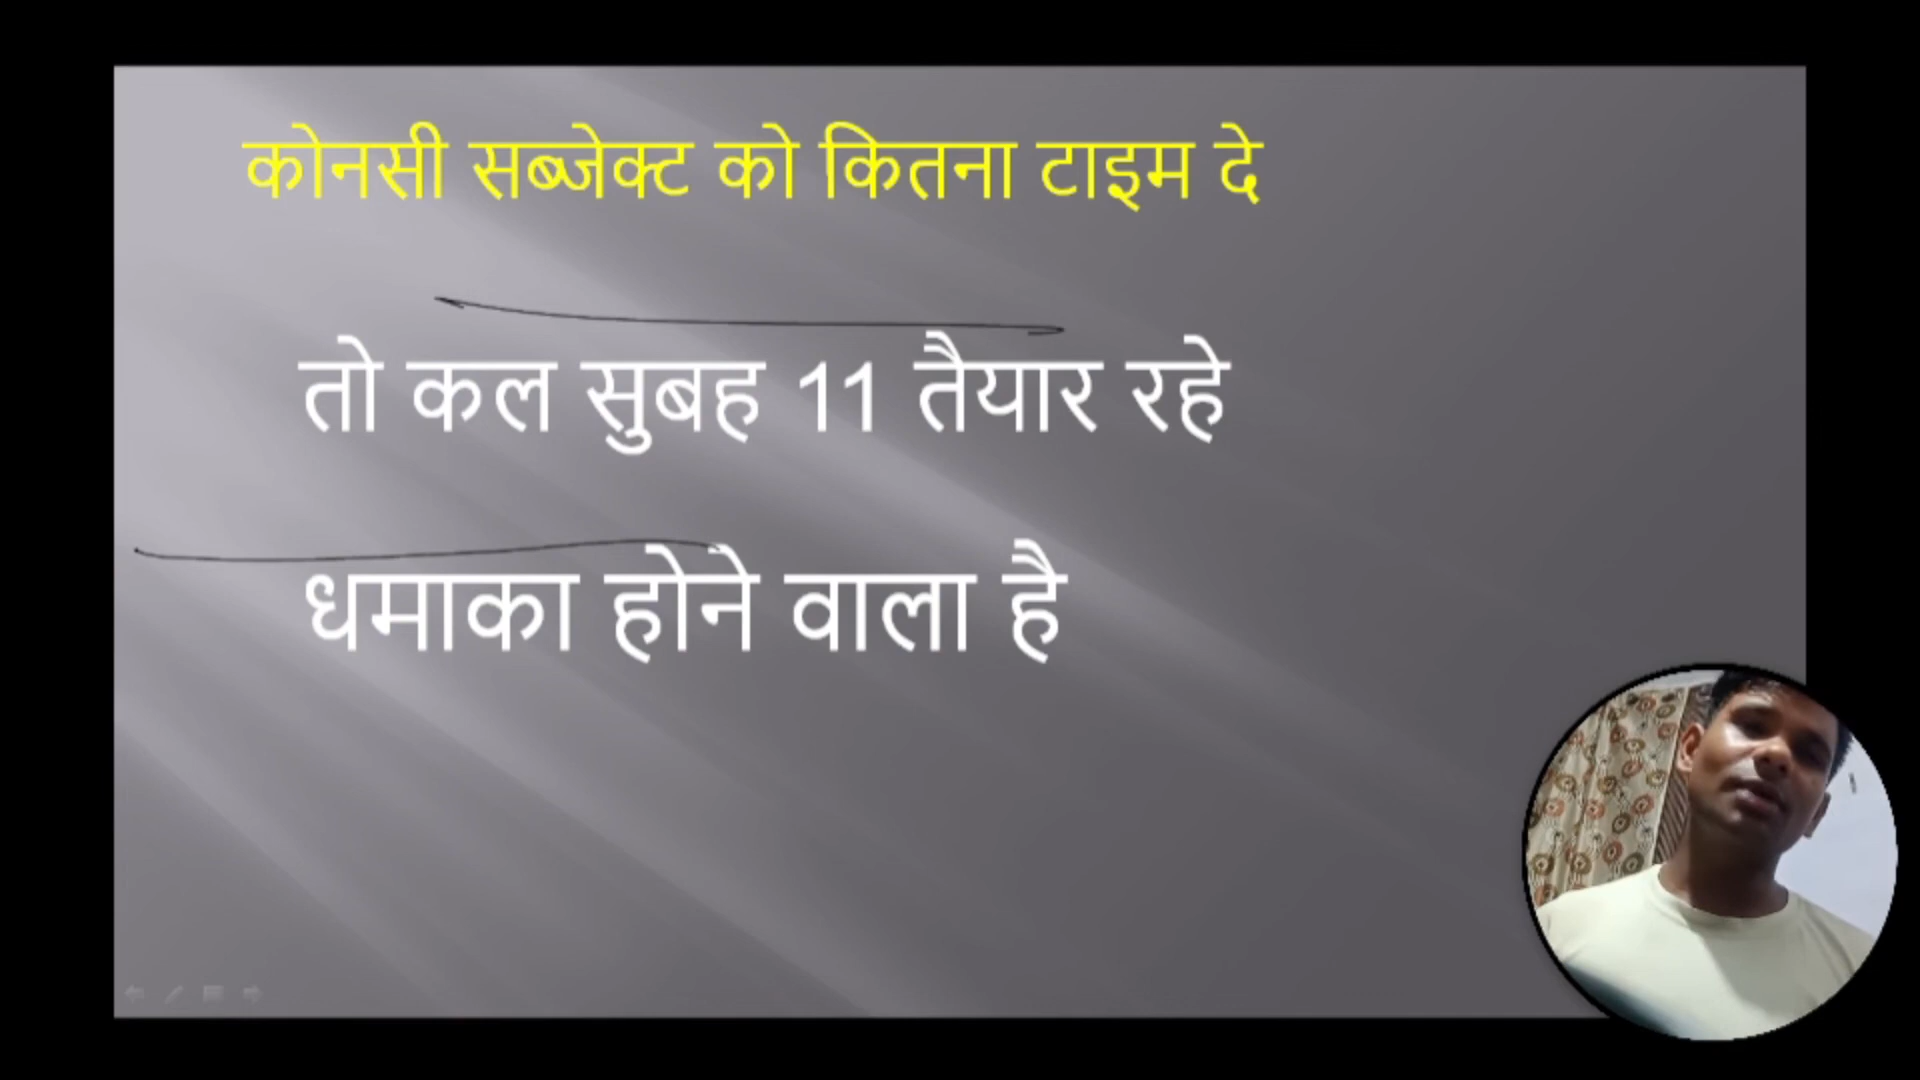 कोनसी सब्जेक्ट को कितना टाइम दे
तो कल सुबह 11 तैयार रहे
धमाका होने वाला है